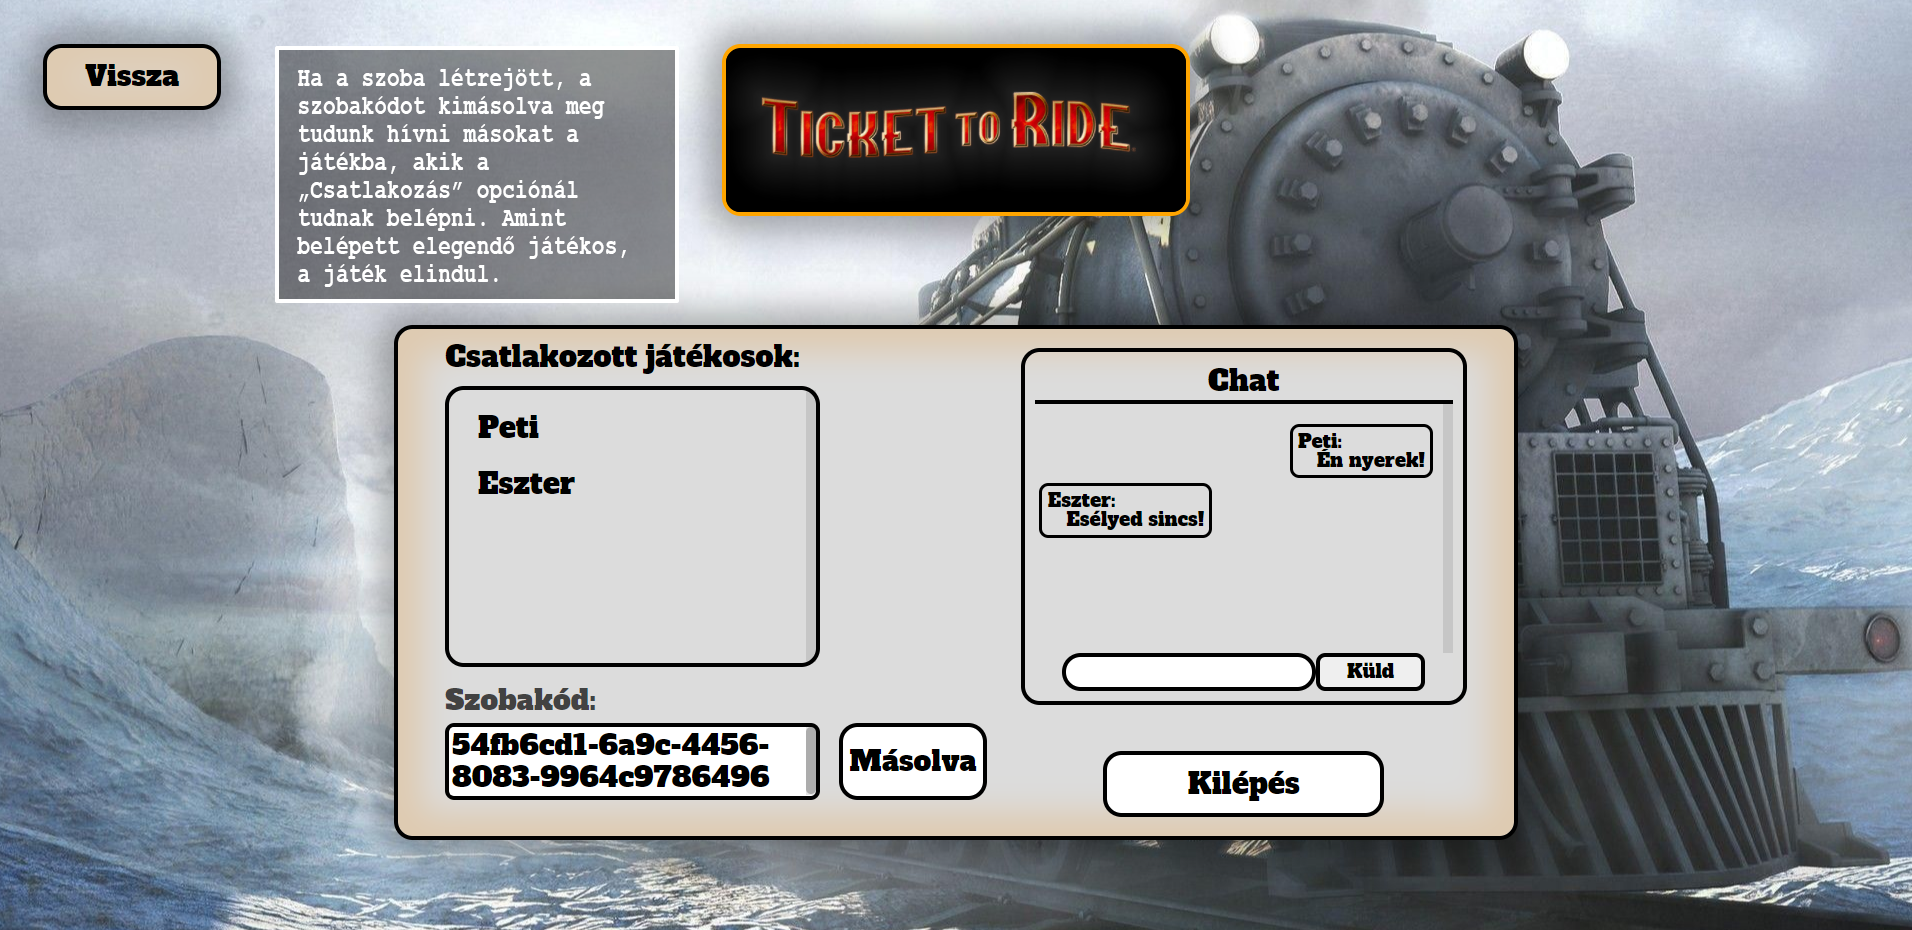 Vissza
Ha a szoba létrejött, a
szobakódot kimásolva meg
tudunk hívni másokat a
játékba, akik a
„Csatlakozás” opciónál
tudnak belépni. Amint
belépett elegendő játékos,
a játék elindul.
TICKET TO RIDE
Csatlakozott játékosok:
Peti
Eszter
Szobakód:
54fb6cd1-6a9c-4456-
8083-9964c9786496
Másolva
Chat
Peti:
Én nyerek!
Eszter:
Esélyed sincs!
Küld
Kilépés